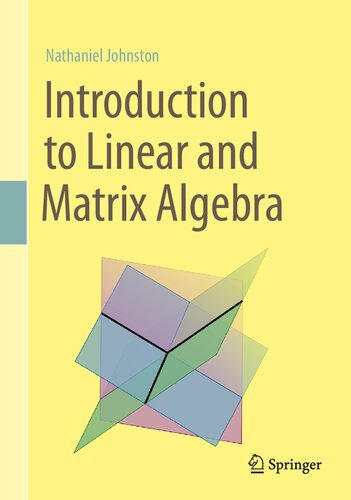 Nathaniel Johnston
Introduction
to Linear and
Matrix Algebra
Springer